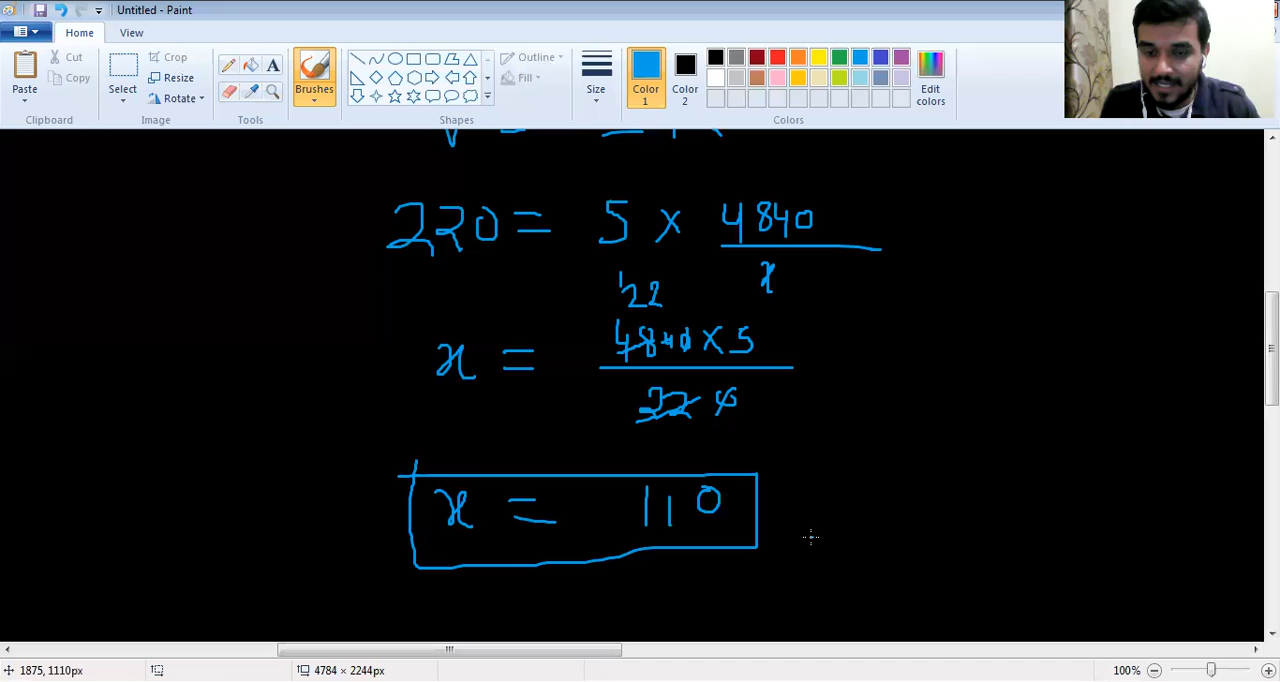 Untitled - Paint
Home View
Paste
Cut
Copy
Clipboard
Select
Crop
Resize
Rotate
Image
A
Tools
Brushes
Shapes
Outline
Fill
Size
Color 1
Color 2
Edit colors
Colors
220 = 5 × 4840
x
22
x = 4840 × 5
220
x = 110
1875, 1110px
4784 × 2244px
100%